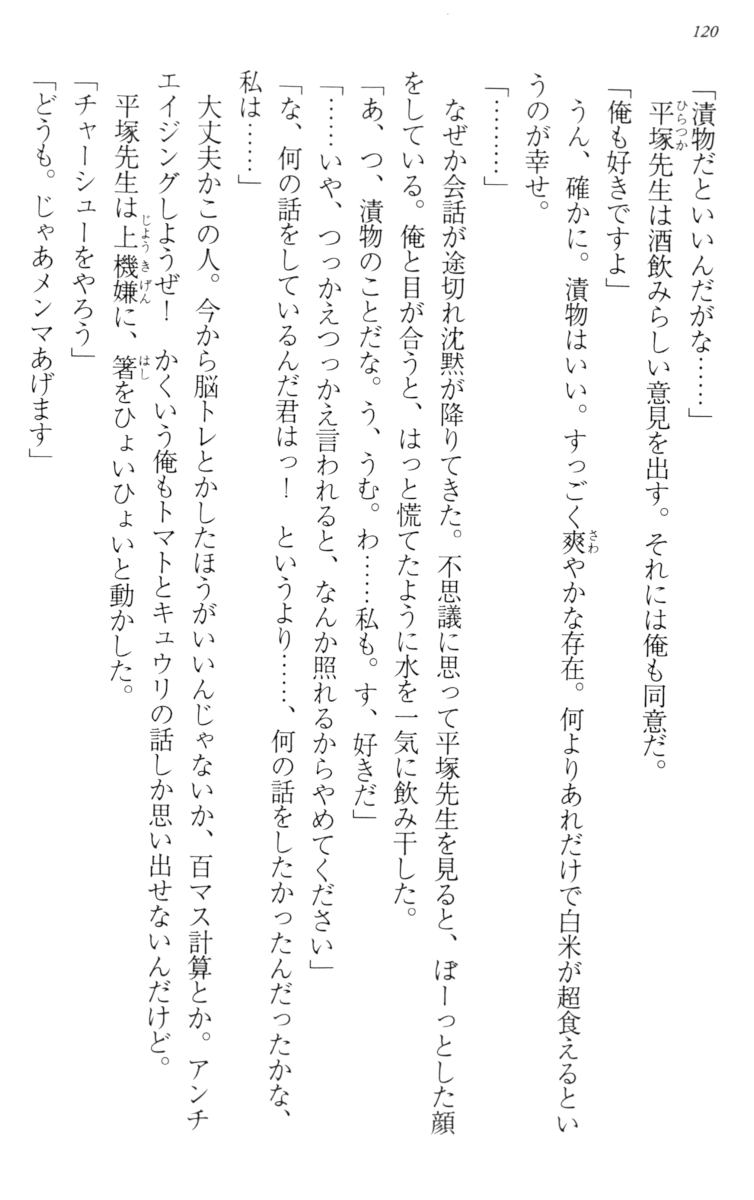 120
「漬物だといいんだがな……」
平塚先生は酒飲みらしい意見を出す。それには俺も同意だ。
「俺も好きですよ」
うん、確かに。漬物はいい。すっごく爽やかな存在。何よりあれだけで白米が超食えるとい
うのが幸せ。
「………」
なぜか会話が途切れ沈黙が降りてきた。不思議に思って平塚先生を見ると、ぽーっとした顔
をしている。俺と目が合うと、はっと慌てたように水を一気に飲み干した。
「あ、つ、漬物のことだな。う、うむ。わ……私も。す、好きだ」
「……いや、つっかえつっかえ言われると、なんか照れるからやめてください」
「な、何の話をしているんだ君はっ！　というより……、何の話をしたかったんだったかな、
私は……」
大丈夫かこの人。今から脳トレとかしたほうがいいんじゃないか、百マス計算とか。アンチ
エイジングしようぜ！　かくいう俺もトマトとキュウリの話しか思い出せないんだけど。
平塚先生は上機嫌に、箸をひょいひょいと動かした。
「チャーシューをやろう」
「どうも。じゃあメンマあげます」